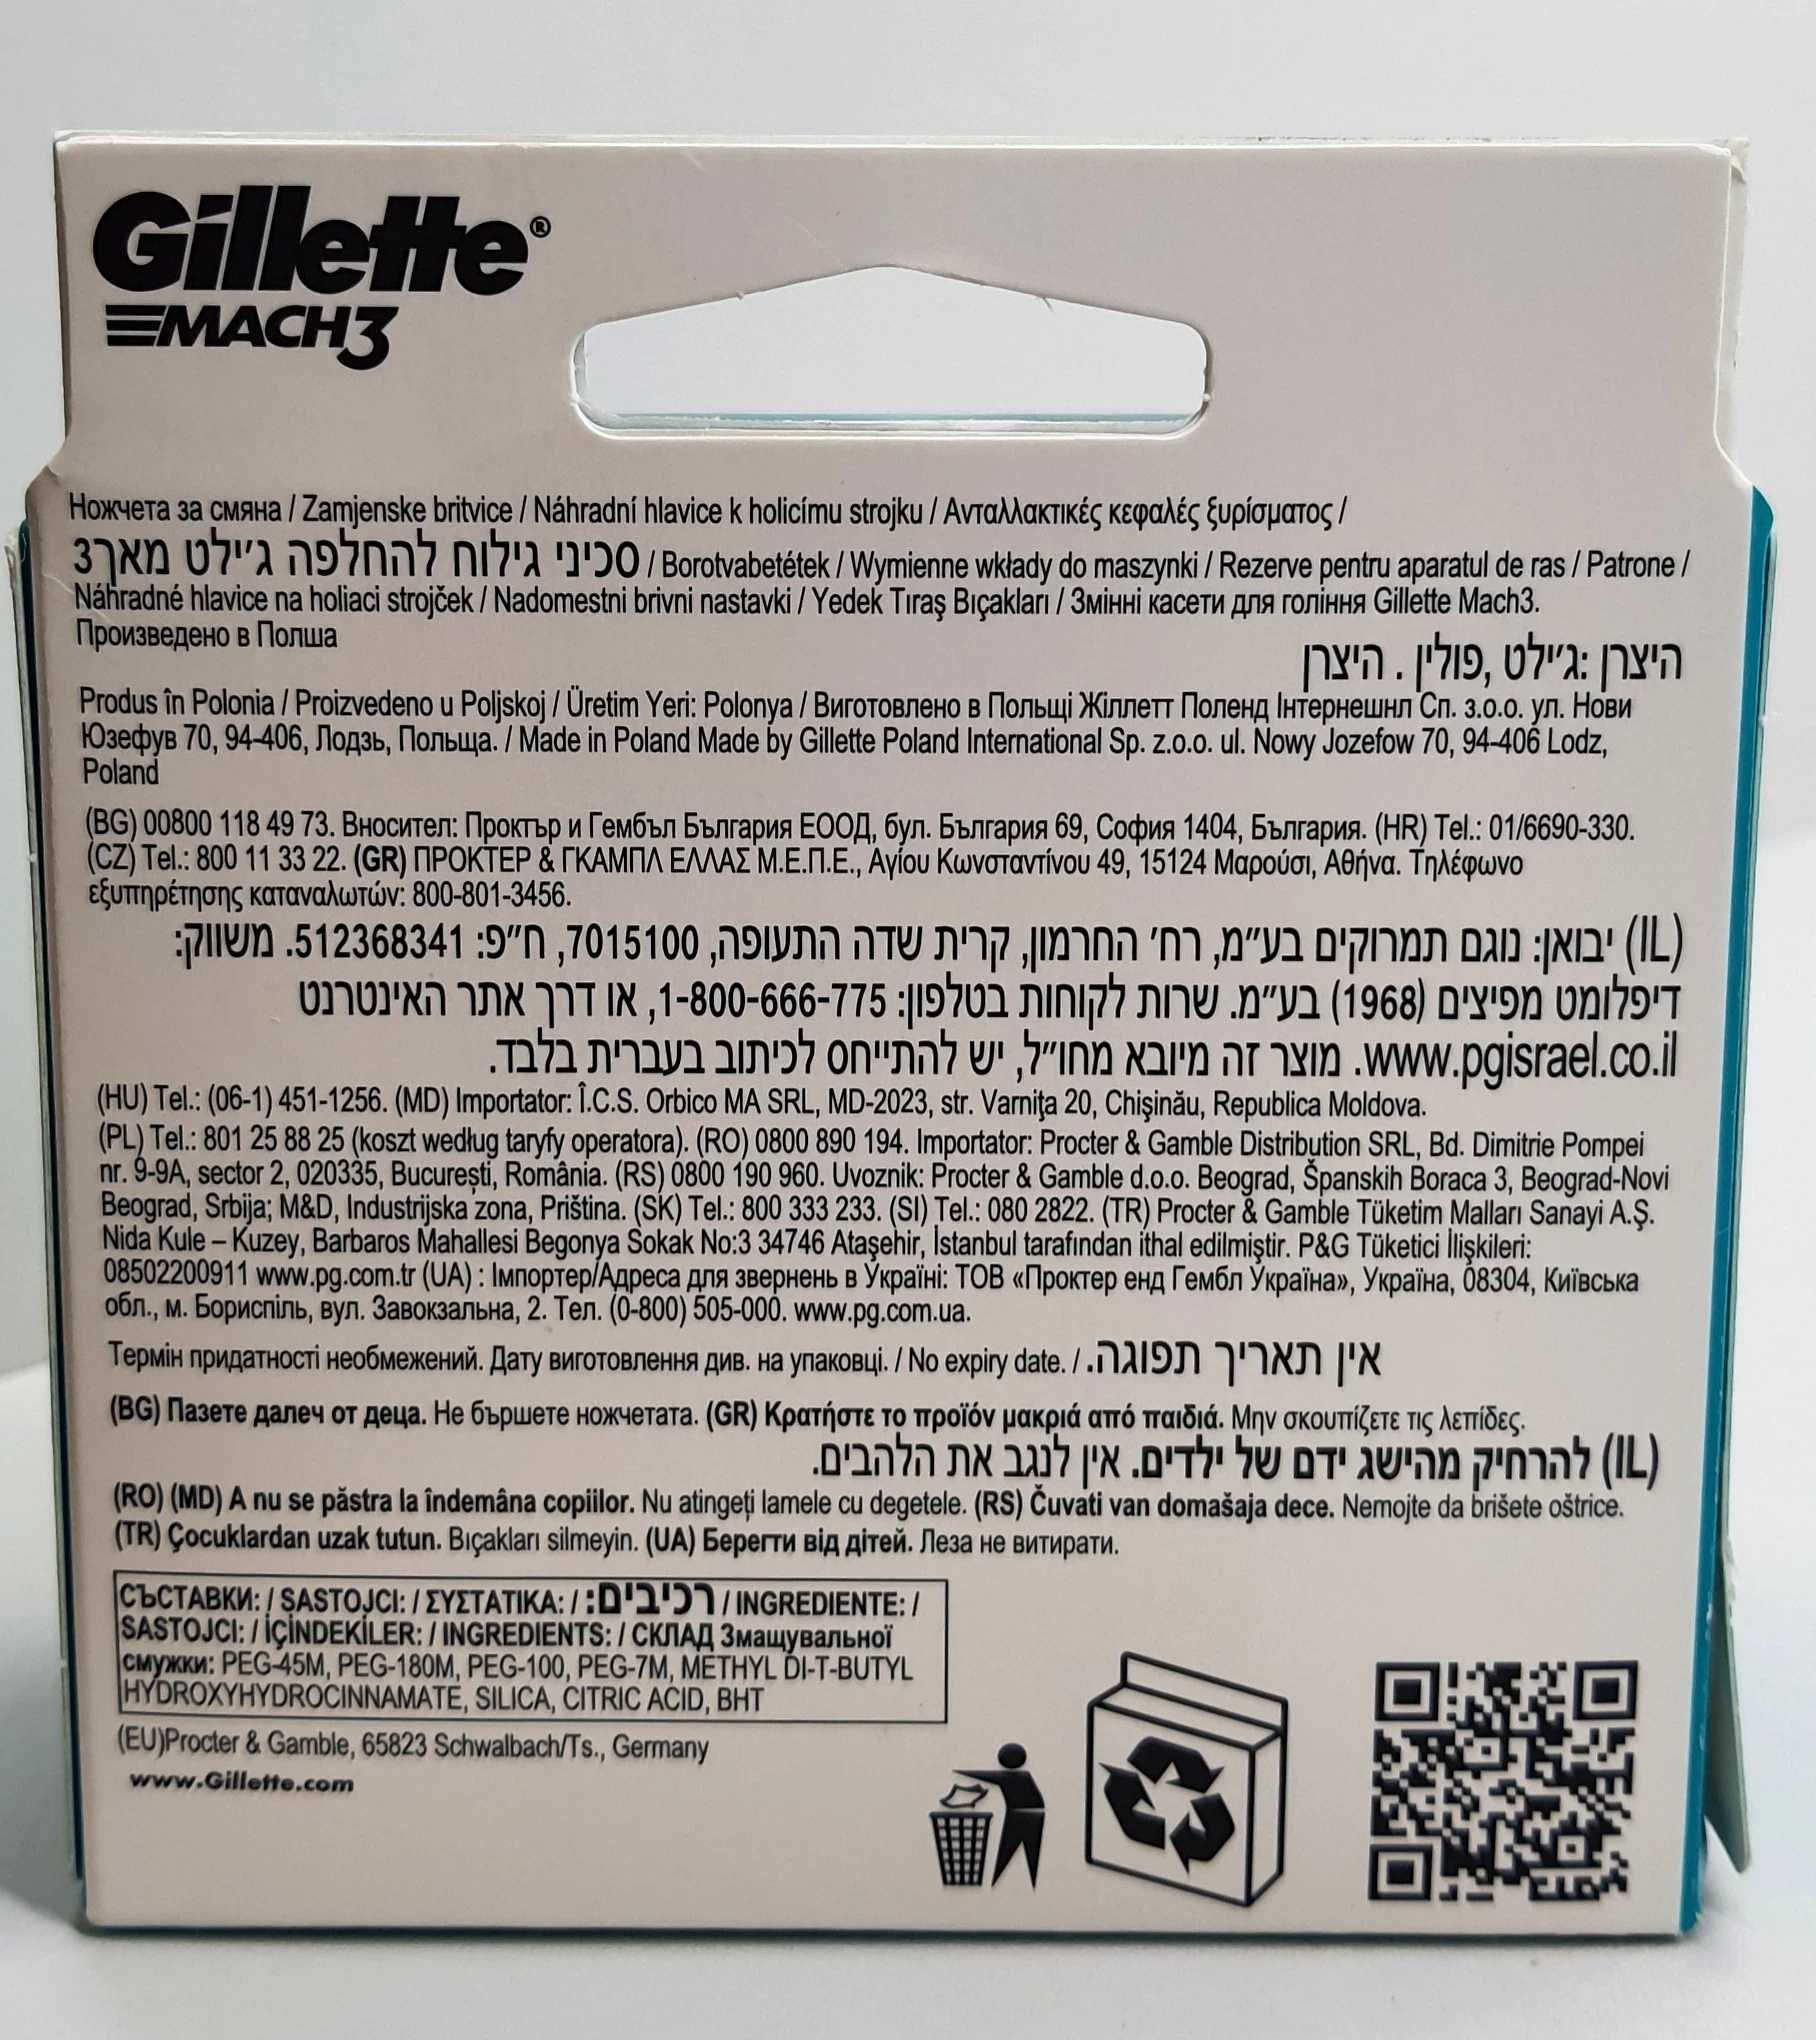 Gillette®
MACH3
Ножчета за смяна / Zamjenske britvice / Náhradní hlavice k holicímu strojku / Ανταλλακτικές κεφαλές ξυρίσματος /
סכיני גילוח להחלפה ג'ילט מאך3 / Borotvabetétek / Wymienne wkłady do maszynki / Rezerve pentru aparatul de ras / Patrone /
Náhradné hlavice na holiaci strojček / Nadomestni brivni nastavki / Yedek Tıraş Bıçakları / Змінні касети для гоління Gillette Mach3.
Произведено в Полша
היצרן :ג'ילט ,פולין . היצרן
Produs în Polonia / Proizvedeno u Poljskoj / Üretim Yeri: Polonya / Виготовлено в Польщі Жіллетт Поленд Інтернешнл Сп. з.о.о. ул. Нови
Юзефув 70, 94-406, Лодзь, Польща. / Made in Poland Made by Gillette Poland International Sp. z.o.o. ul. Nowy Jozefow 70, 94-406 Lodz,
Poland
(BG) 00800 118 49 73. Вносител: Проктър и Гембъл България ЕООД, бул. България 69, София 1404, България. (HR) Tel.: 01/6690-330.
(CZ) Tel.: 800 11 33 22. (GR) ΠΡΟΚΤΕΡ & ΓΚΑΜΠΛ ΕΛΛΑΣ Μ.Ε.Π.Ε., Αγίου Κωνσταντίνου 49, 15124 Μαρούσι, Αθήνα. Τηλέφωνο
εξυπηρέτησης καταναλωτών: 800-801-3456.
(IL) יבואן: נוגם תמרוקים בע"מ, רח' החרמון, קרית שדה התעופה, 7015100, ח"פ: 512368341. משווק:
דיפלומט מפיצים (1968) בע"מ. שרות לקוחות בטלפון: 1-800-666-775, או דרך אתר האינטרנט
www.pgisrael.co.il. מוצר זה מיובא מחו"ל, יש להתייחס לכיתוב בעברית בלבד.
(HU) Tel.: (06-1) 451-1256. (MD) Importator: Î.C.S. Orbico MA SRL, MD-2023, str. Varniţa 20, Chişinău, Republica Moldova.
(PL) Tel.: 801 25 88 25 (koszt według taryfy operatora). (RO) 0800 890 194. Importator: Procter & Gamble Distribution SRL, Bd. Dimitrie Pompei
nr. 9-9A, sector 2, 020335, București, România. (RS) 0800 190 960. Uvoznik: Procter & Gamble d.o.o. Beograd, Španskih Boraca 3, Beograd-Novi
Beograd, Srbija; M&D, Industrijska zona, Priština. (SK) Tel.: 800 333 233. (SI) Tel.: 080 2822. (TR) Procter & Gamble Tüketim Malları Sanayi A.Ş.
Nida Kule – Kuzey, Barbaros Mahallesi Begonya Sokak No:3 34746 Ataşehir, İstanbul tarafından ithal edilmiştir. P&G Tüketici İlişkileri:
08502200911 www.pg.com.tr (UA) : Імпортер/Адреса для звернень в Україні: ТОВ «Проктер енд Гембл Україна», Україна, 08304, Київська
обл., м. Бориспіль, вул. Завокзальна, 2. Тел. (0-800) 505-000. www.pg.com.ua.
Термін придатності необмежений. Дату виготовлення див. на упаковці. / No expiry date. / אין תאריך תפוגה.
(BG) Пазете далеч от деца. Не бършете ножчетата. (GR) Κρατήστε το προϊόν μακριά από παιδιά. Μην σκουπίζετε τις λεπίδες.
(IL) להרחיק מהישג ידם של ילדים. אין לנגב את הלהבים.
(RO) (MD) A nu se păstra la îndemâna copiilor. Nu atingeţi lamele cu degetele. (RS) Čuvati van domašaja dece. Nemojte da brišete oštrice.
(TR) Çocuklardan uzak tutun. Bıçakları silmeyin. (UA) Берегти від дітей. Леза не витирати.
СЪСТАВКИ: / SASTOJCI: / ΣΥΣΤΑΤΙΚΑ: / רכיבים: / INGREDIENTE: /
SASTOJCI: / İÇİNDEKİLER: / INGREDIENTS: / СКЛАД Змащувальної
смужки: PEG-45M, PEG-180M, PEG-100, PEG-7M, METHYL DI-T-BUTYL
HYDROXYHYDROCINNAMATE, SILICA, CITRIC ACID, BHT
(EU)Procter & Gamble, 65823 Schwalbach/Ts., Germany
www.Gillette.com